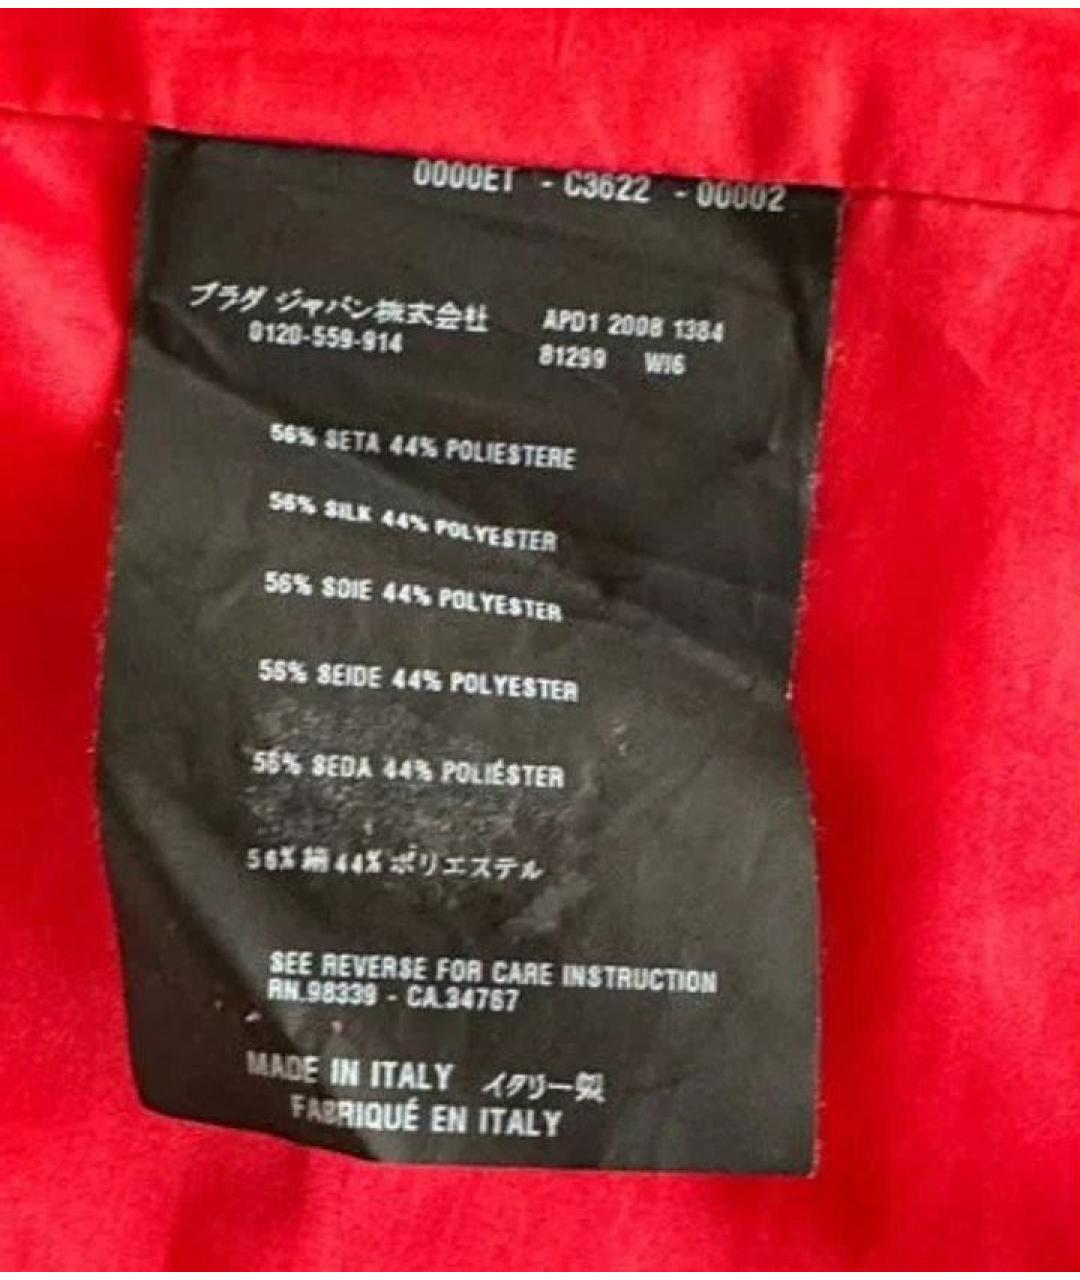 0000ET - C3622 - 00002
プラダ ジャパン株式会社
0120-559-914
APD1 2008 1384
81299 WI6
56% SETA 44% POLIESTERE
56% SILK 44% POLYESTER
56% SOIE 44% POLYESTER
56% SEIDE 44% POLYESTER
56% SEDA 44% POLIÉSTER
56% 絹 44% ポリエステル
SEE REVERSE FOR CARE INSTRUCTION
RN.98339 - CA.34767
MADE IN ITALY イタリー製
FABRIQUÉ EN ITALY